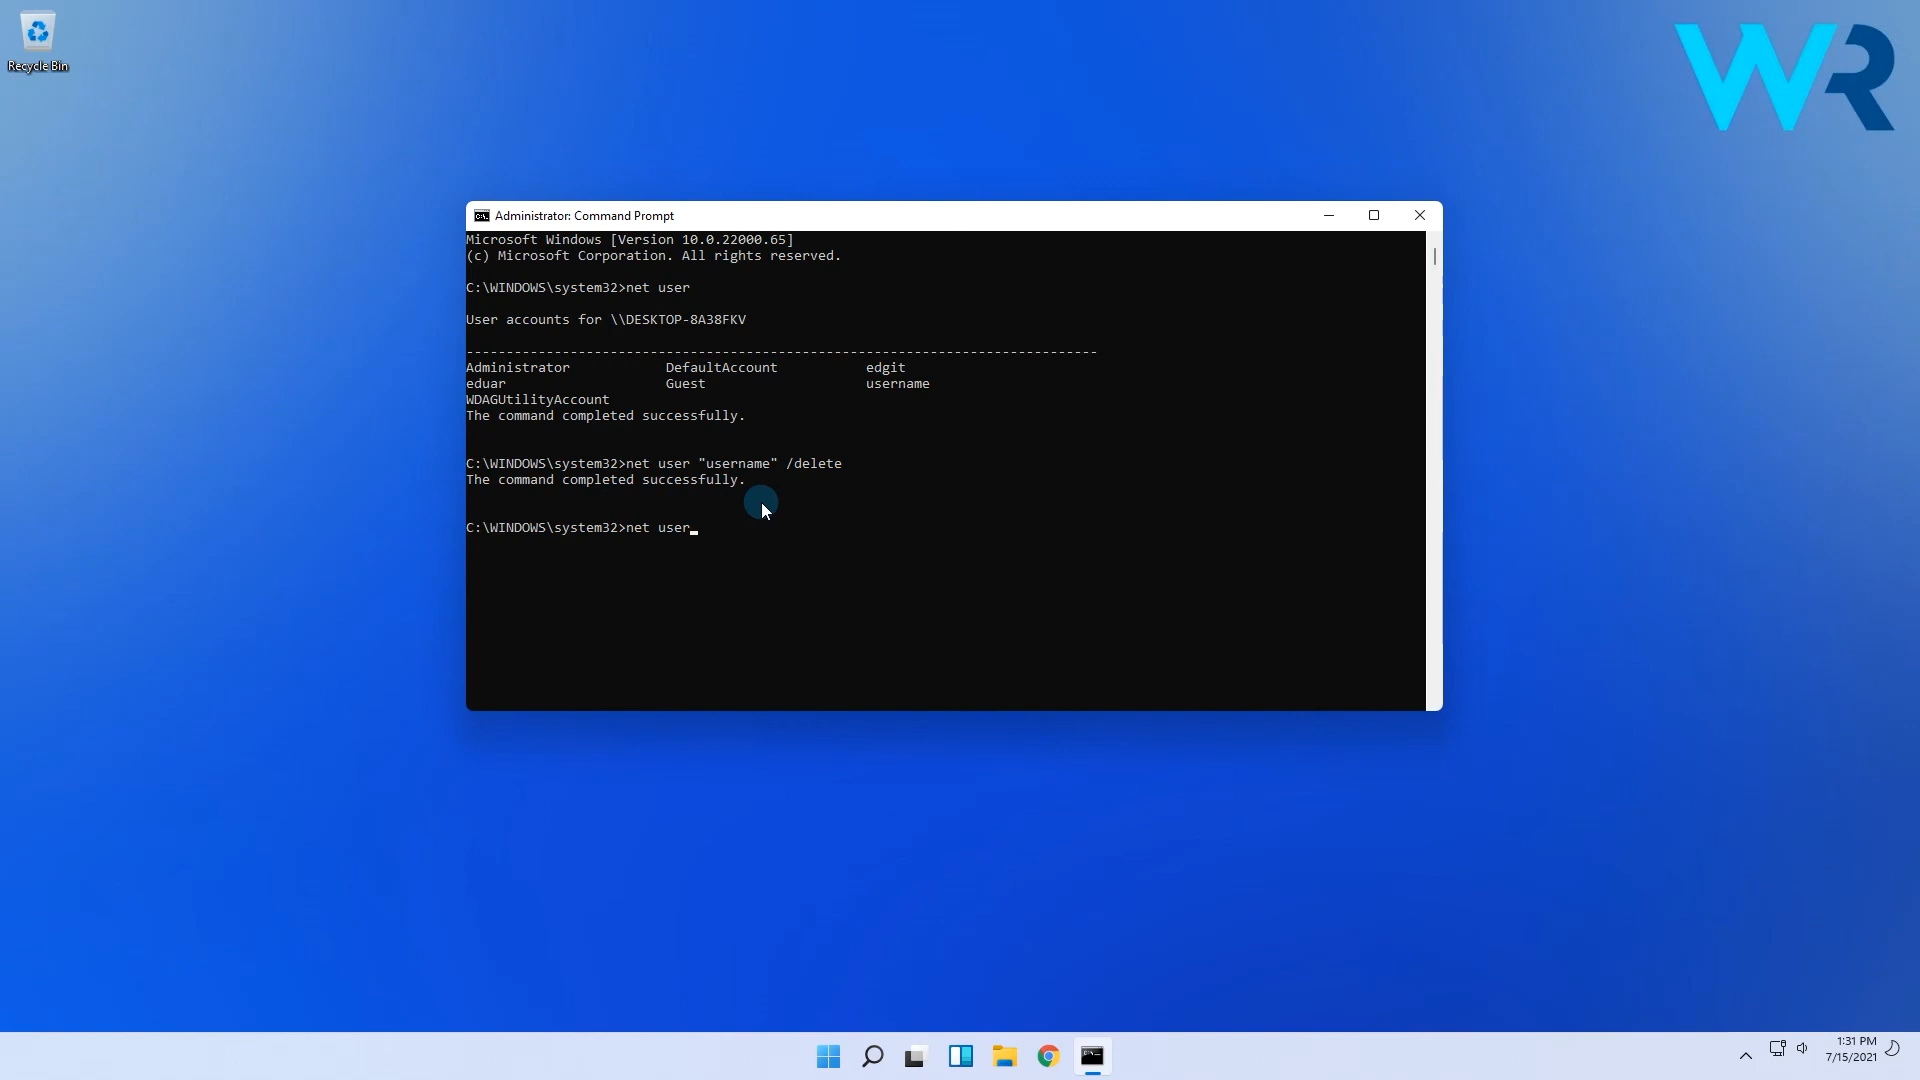 Recycle Bin
WR
Administrator: Command Prompt
Microsoft Windows [Version 10.0.22000.65]
(c) Microsoft Corporation. All rights reserved.
C:\WINDOWS\system32>net user
User accounts for \\DESKTOP-8A38FKV
-------------------------------------------------------------------------------
Administrator            DefaultAccount           edgit
eduar                    Guest                    username
WDAGUtilityAccount
The command completed successfully.
C:\WINDOWS\system32>net user "username" /delete
The command completed successfully.
C:\WINDOWS\system32>net user
1:31 PM
7/15/2021